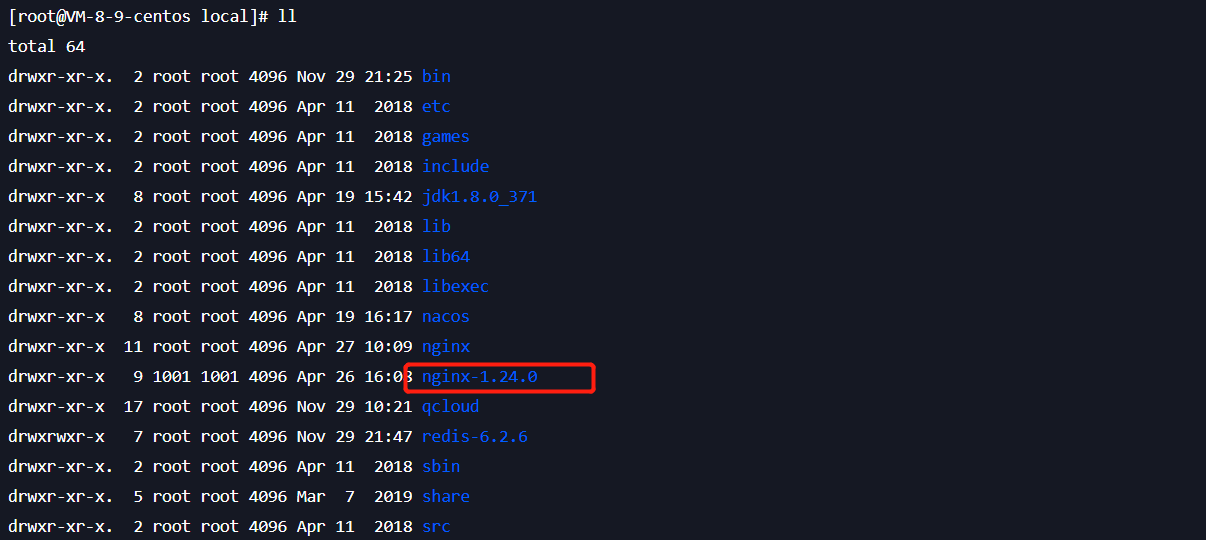 [root@VM-8-9-centos local]# ll
total 64
drwxr-xr-x.  2 root root 4096 Nov 29 21:25 bin
drwxr-xr-x.  2 root root 4096 Apr 11  2018 etc
drwxr-xr-x.  2 root root 4096 Apr 11  2018 games
drwxr-xr-x.  2 root root 4096 Apr 11  2018 include
drwxr-xr-x   8 root root 4096 Apr 19 15:42 jdk1.8.0_371
drwxr-xr-x.  2 root root 4096 Apr 11  2018 lib
drwxr-xr-x.  2 root root 4096 Apr 11  2018 lib64
drwxr-xr-x.  2 root root 4096 Apr 11  2018 libexec
drwxr-xr-x   8 root root 4096 Apr 19 16:17 nacos
drwxr-xr-x  11 root root 4096 Apr 27 10:09 nginx
drwxr-xr-x   9 1001 1001 4096 Apr 26 16:08 nginx-1.24.0
drwxr-xr-x  17 root root 4096 Nov 29 10:21 qcloud
drwxrwxr-x   7 root root 4096 Nov 29 21:47 redis-6.2.6
drwxr-xr-x.  2 root root 4096 Apr 11  2018 sbin
drwxr-xr-x.  5 root root 4096 Mar  7  2019 share
drwxr-xr-x.  2 root root 4096 Apr 11  2018 src